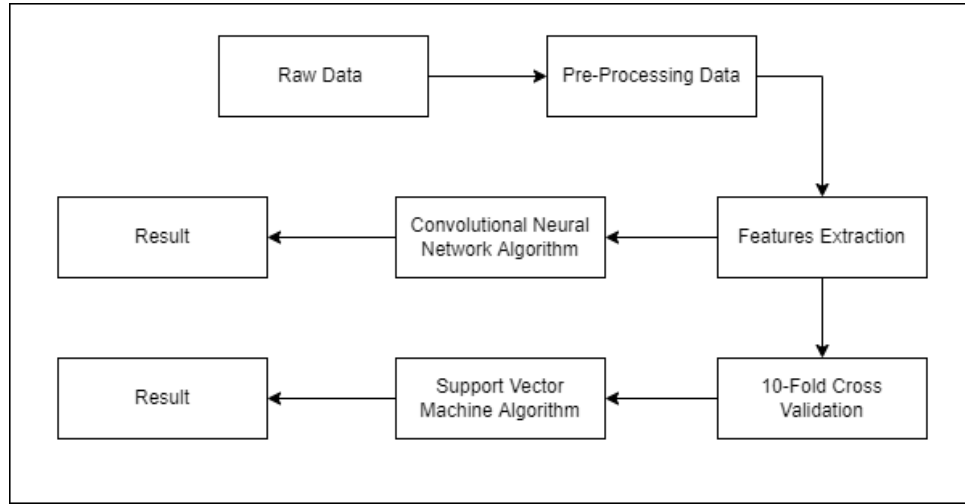 Raw Data
Pre-Processing Data
Result
Convolutional Neural
Network Algorithm
Features Extraction
Result
Support Vector
Machine Algorithm
10-Fold Cross
Validation